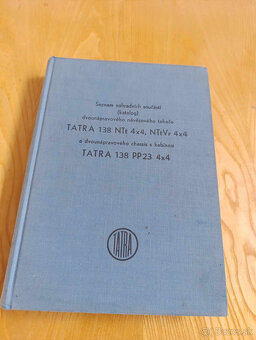 Seznam náhradních součástí
(katalog)
dvounápravového návěsového tahače
TATRA 138 NTt 4x4, NTtVr 4x4
a dvounápravového chassis s kabinou
TATRA 138 PP23 4x4
TATRA